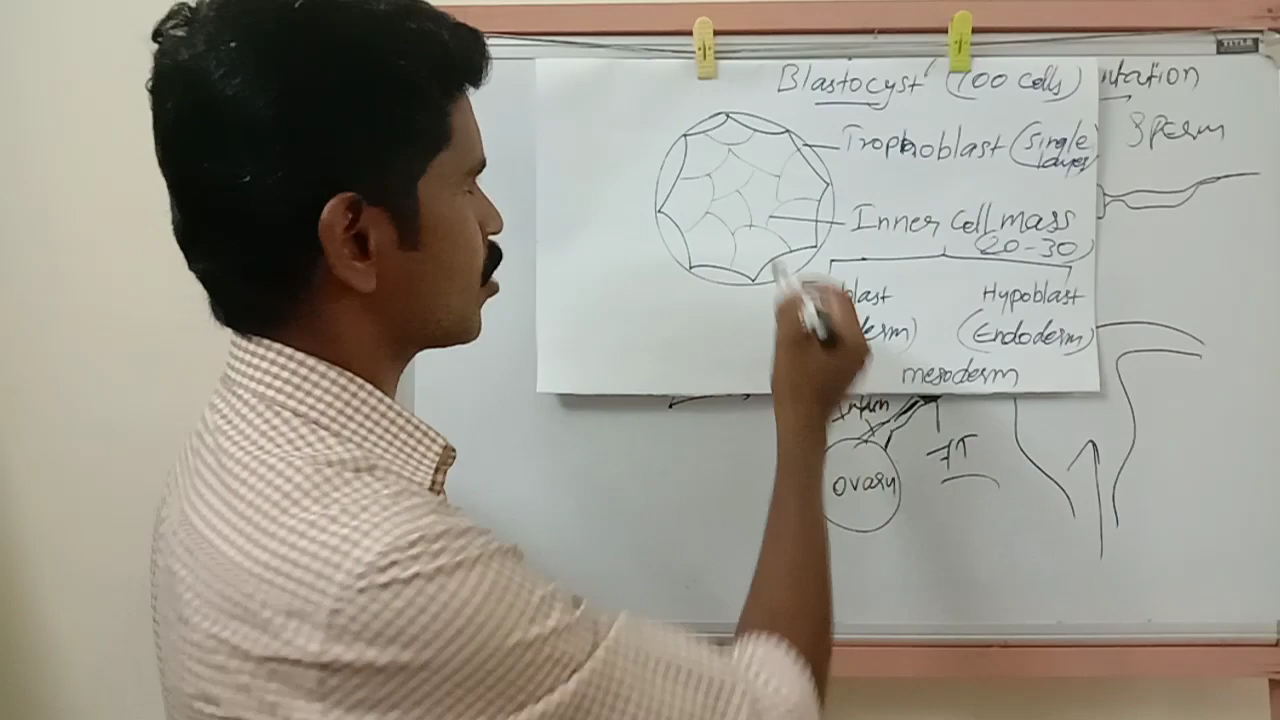 Blastocyst (100 cells)
ntation
Trophoblast (single layer)
Sperm
Inner cell mass
(20-30)
blast
Hypoblast
derm)
(Endoderm)
mesoderm
FT
ovary